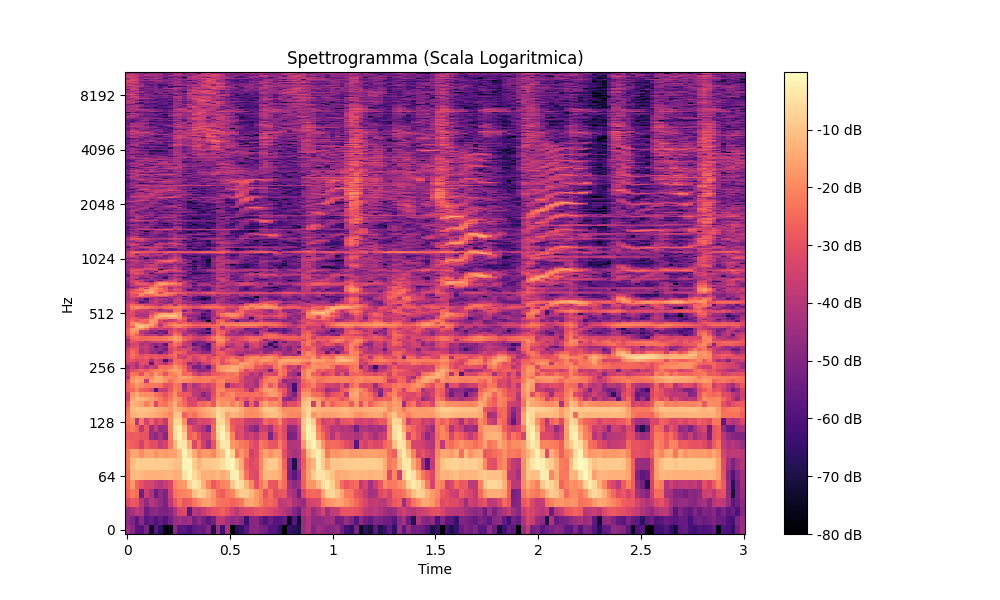 Spettrogramma (Scala Logaritmica)
Hz
8192
4096
2048
1024
512
256
128
64
0
0 0.5 1 1.5 2 2.5 3
Time
-10 dB
-20 dB
-30 dB
-40 dB
-50 dB
-60 dB
-70 dB
-80 dB